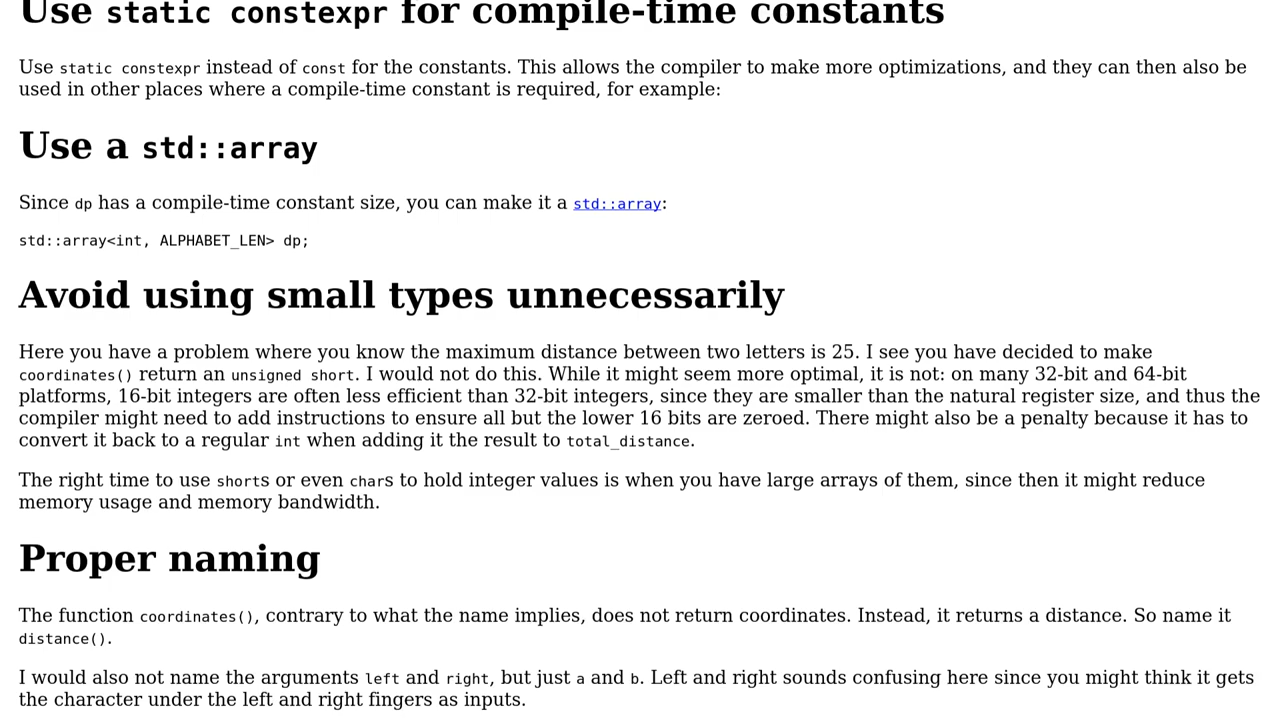 Use static constexpr for compile-time constants
Use static constexpr instead of const for the constants. This allows the compiler to make more optimizations, and they can then also be
used in other places where a compile-time constant is required, for example:
Use a std::array
Since dp has a compile-time constant size, you can make it a std::array:
std::array<int, ALPHABET_LEN> dp;
Avoid using small types unnecessarily
Here you have a problem where you know the maximum distance between two letters is 25. I see you have decided to make
coordinates() return an unsigned short. I would not do this. While it might seem more optimal, it is not: on many 32-bit and 64-bit
platforms, 16-bit integers are often less efficient than 32-bit integers, since they are smaller than the natural register size, and thus the
compiler might need to add instructions to ensure all but the lower 16 bits are zeroed. There might also be a penalty because it has to
convert it back to a regular int when adding it the result to total_distance.
The right time to use shorts or even chars to hold integer values is when you have large arrays of them, since then it might reduce
memory usage and memory bandwidth.
Proper naming
The function coordinates(), contrary to what the name implies, does not return coordinates. Instead, it returns a distance. So name it
distance().
I would also not name the arguments left and right, but just a and b. Left and right sounds confusing here since you might think it gets
the character under the left and right fingers as inputs.